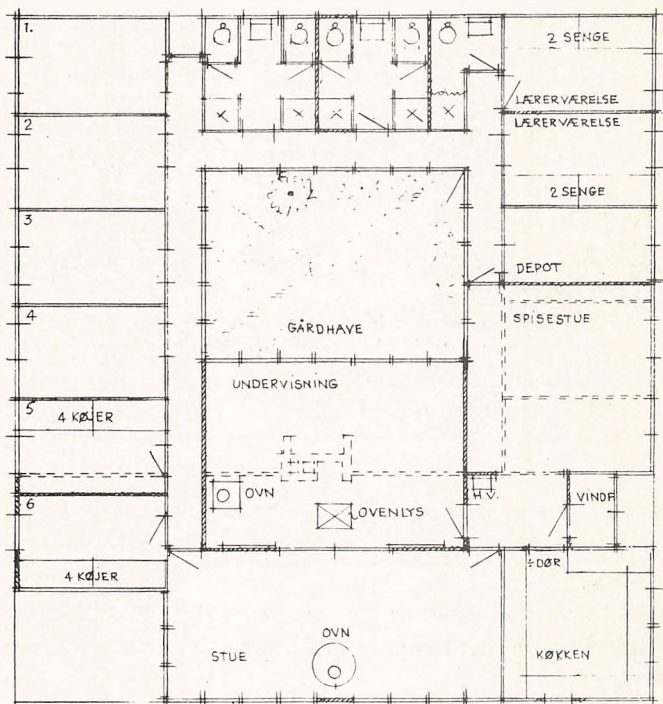 1.
2 SENGE
LÆRERVÆRELSE
LÆRERVÆRELSE
2
2 SENGE
3
DEPOT
4
SPISESTUE
GÅRDHAVE
UNDERVISNING
5
4 KØJER
6
OVN
H.V.
VINDF
OVENLYS
÷DØR
4 KØJER
OVN
STUE
KØKKEN